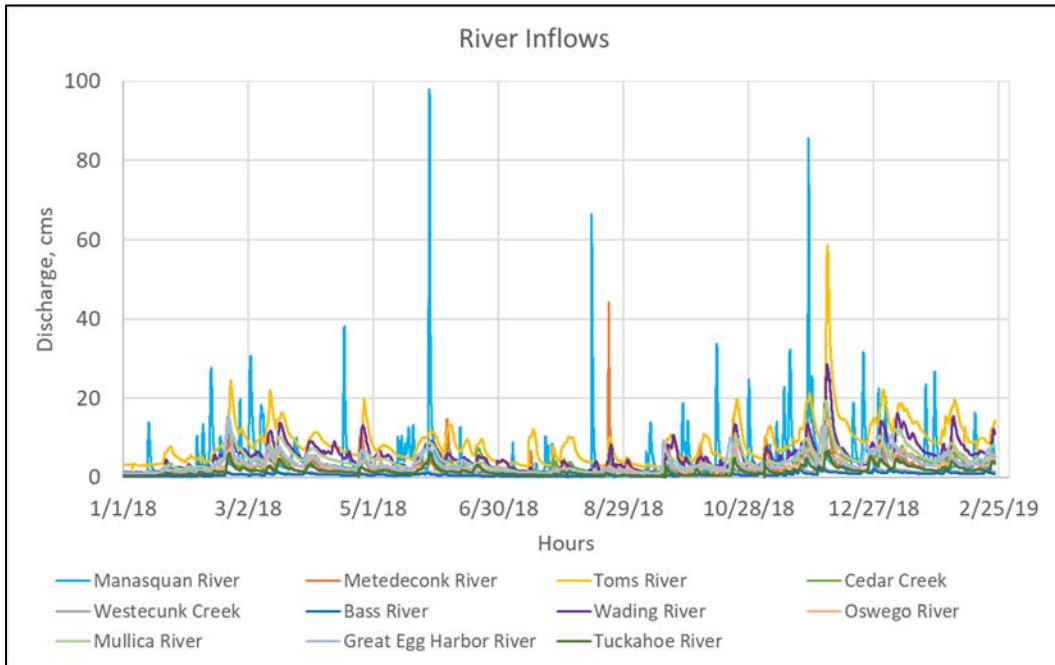 River Inflows
100
80
60
40
20
0
Discharge, cms
1/1/18 3/2/18 5/1/18 6/30/18 8/29/18 10/28/18 12/27/18 2/25/19
Hours
Manasquan River Metedeconk River Toms River Cedar Creek
Westecunk Creek Bass River Wading River Oswego River
Mullica River Great Egg Harbor River Tuckahoe River